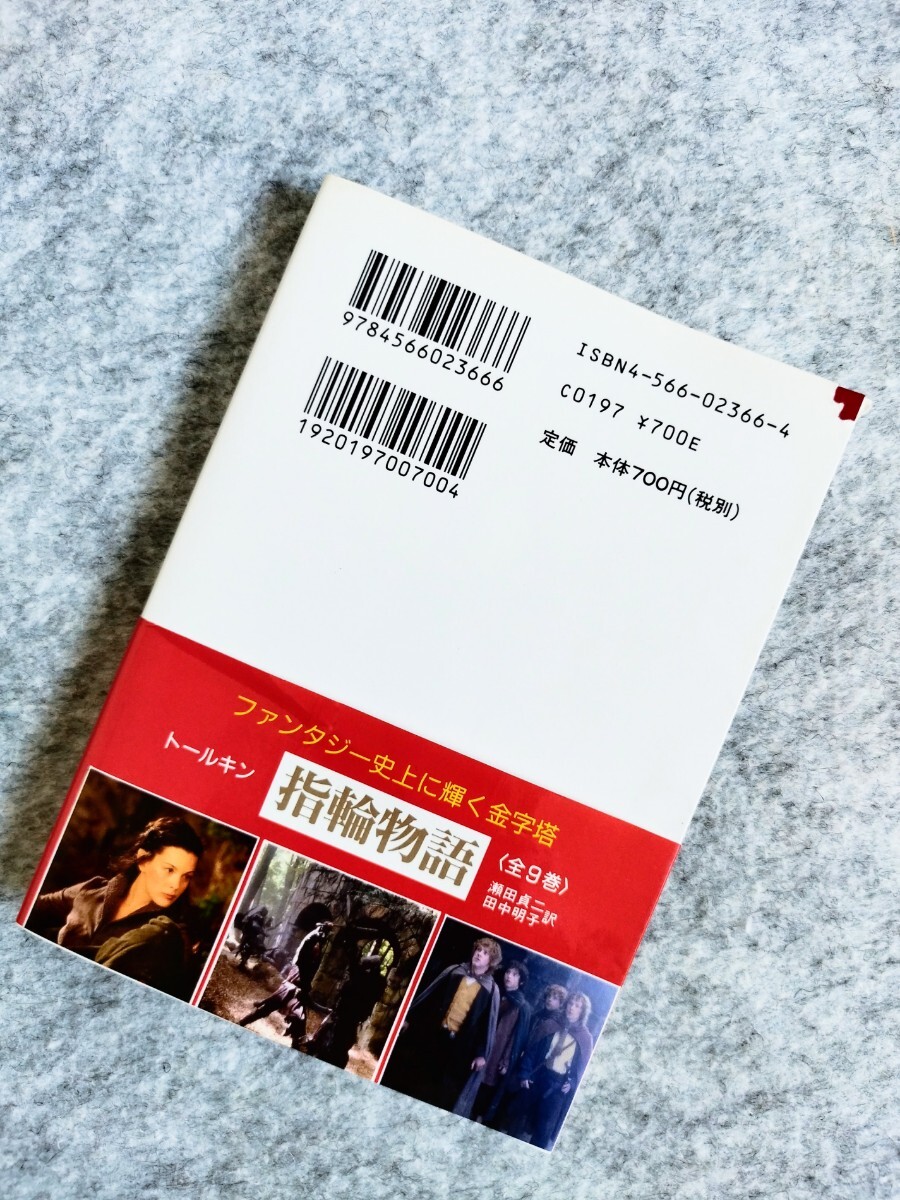 9784566023666
1920197007004
ISBN4-566-02366-4
C0197 ¥700E
定価 本体700円(税別)
ファンタジー史上に輝く金字塔
トールキン
指輪物語
〈全9巻〉
瀬田貞二
田中明子訳